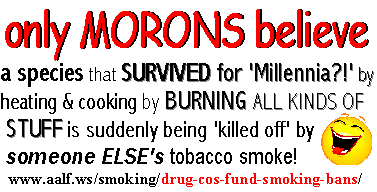 only MORONS believe
a species that SURVIVED for 'Millennia?!' by
heating & cooking by BURNING ALL KINDS OF
STUFF is suddenly being 'killed off' by
someone ELSE's tobacco smoke!
www.aalf.ws/smoking/drug-cos-fund-smoking-bans/